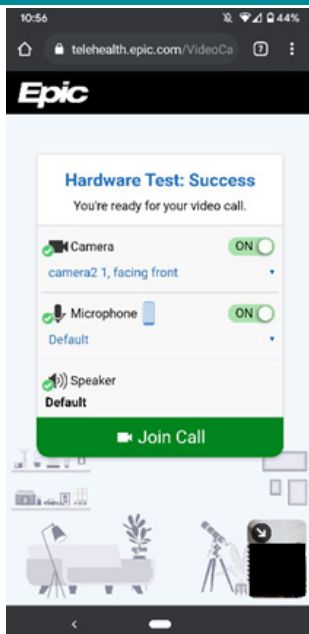 10:56 44%
telehealth.epic.com/VideoCa 7
Epic
Hardware Test: Success
You're ready for your video call.
Camera ON
camera2 1, facing front
Microphone ON
Default
Speaker
Default
Join Call